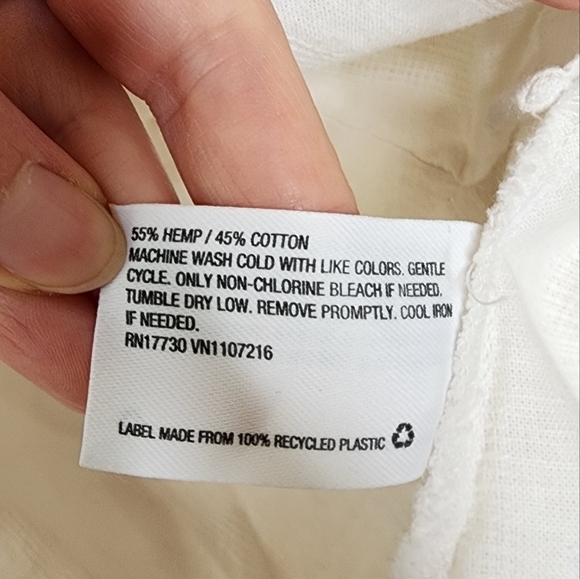 55% HEMP / 45% COTTON
MACHINE WASH COLD WITH LIKE COLORS. GENTLE
CYCLE. ONLY NON-CHLORINE BLEACH IF NEEDED.
TUMBLE DRY LOW. REMOVE PROMPTLY. COOL IRON
IF NEEDED.
RN17730 VN1107216
LABEL MADE FROM 100% RECYCLED PLASTIC